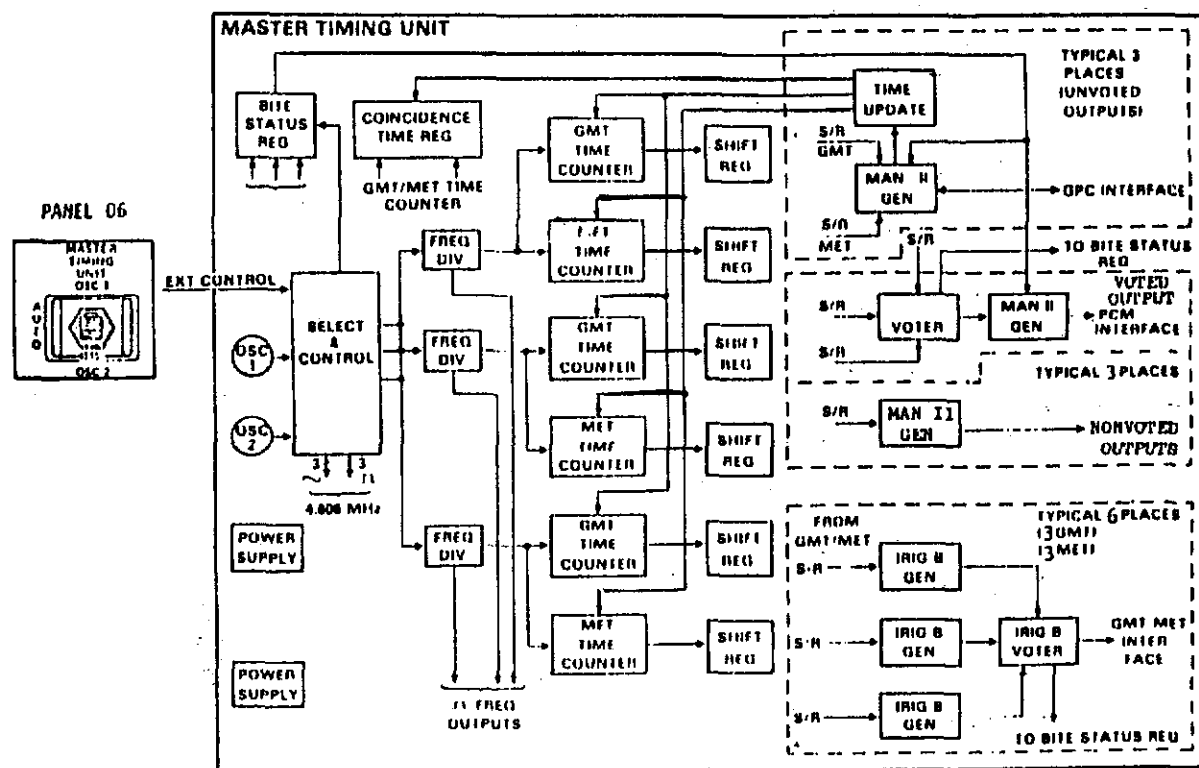 MASTER TIMING UNIT
BITE
STATUS
REG
COINCIDENCE
TIME REG
GMT/MET TIME
COUNTER
PANEL O6
MASTER
TIMING
UNIT
OSC 1
AUTO
OSC 2
EXT CONTROL
OSC
1
OSC
2
SELECT
&
CONTROL
3
3
4.608 MHz
POWER
SUPPLY
POWER
SUPPLY
FREQ
DIV
FREQ
DIV
FREQ
DIV
FREQ
OUTPUTS
GMT
TIME
COUNTER
SHIFT
REG
TIME
COUNTER
SHIFT
REG
GMT
TIME
COUNTER
SHIFT
REG
MET
TIME
COUNTER
SHIFT
REG
GMT
TIME
COUNTER
SHIFT
REG
MET
TIME
COUNTER
SHIFT
REG
TYPICAL 3
PLACES
(UNVOTED
OUTPUTS)
TIME
UPDATE
S/R
GMT
MAN II
GEN
GPC INTERFACE
S/R
MET
S/R
TO BITE STATUS
REG
S/R
VOTER
S/R
MAN II
GEN
VOTED
OUTPUT
PCM
INTERFACE
TYPICAL 3 PLACES
S/R
MAN II
GEN
NONVOTED
OUTPUTS
FROM
GMT/MET
TYPICAL 6 PLACES
(3 GMT)
(3 MET)
S/R
IRIG B
GEN
S/R
IRIG B
GEN
IRIG B
VOTER
GMT MET
INTER
FACE
S/R
IRIG B
GEN
TO BITE STATUS REG